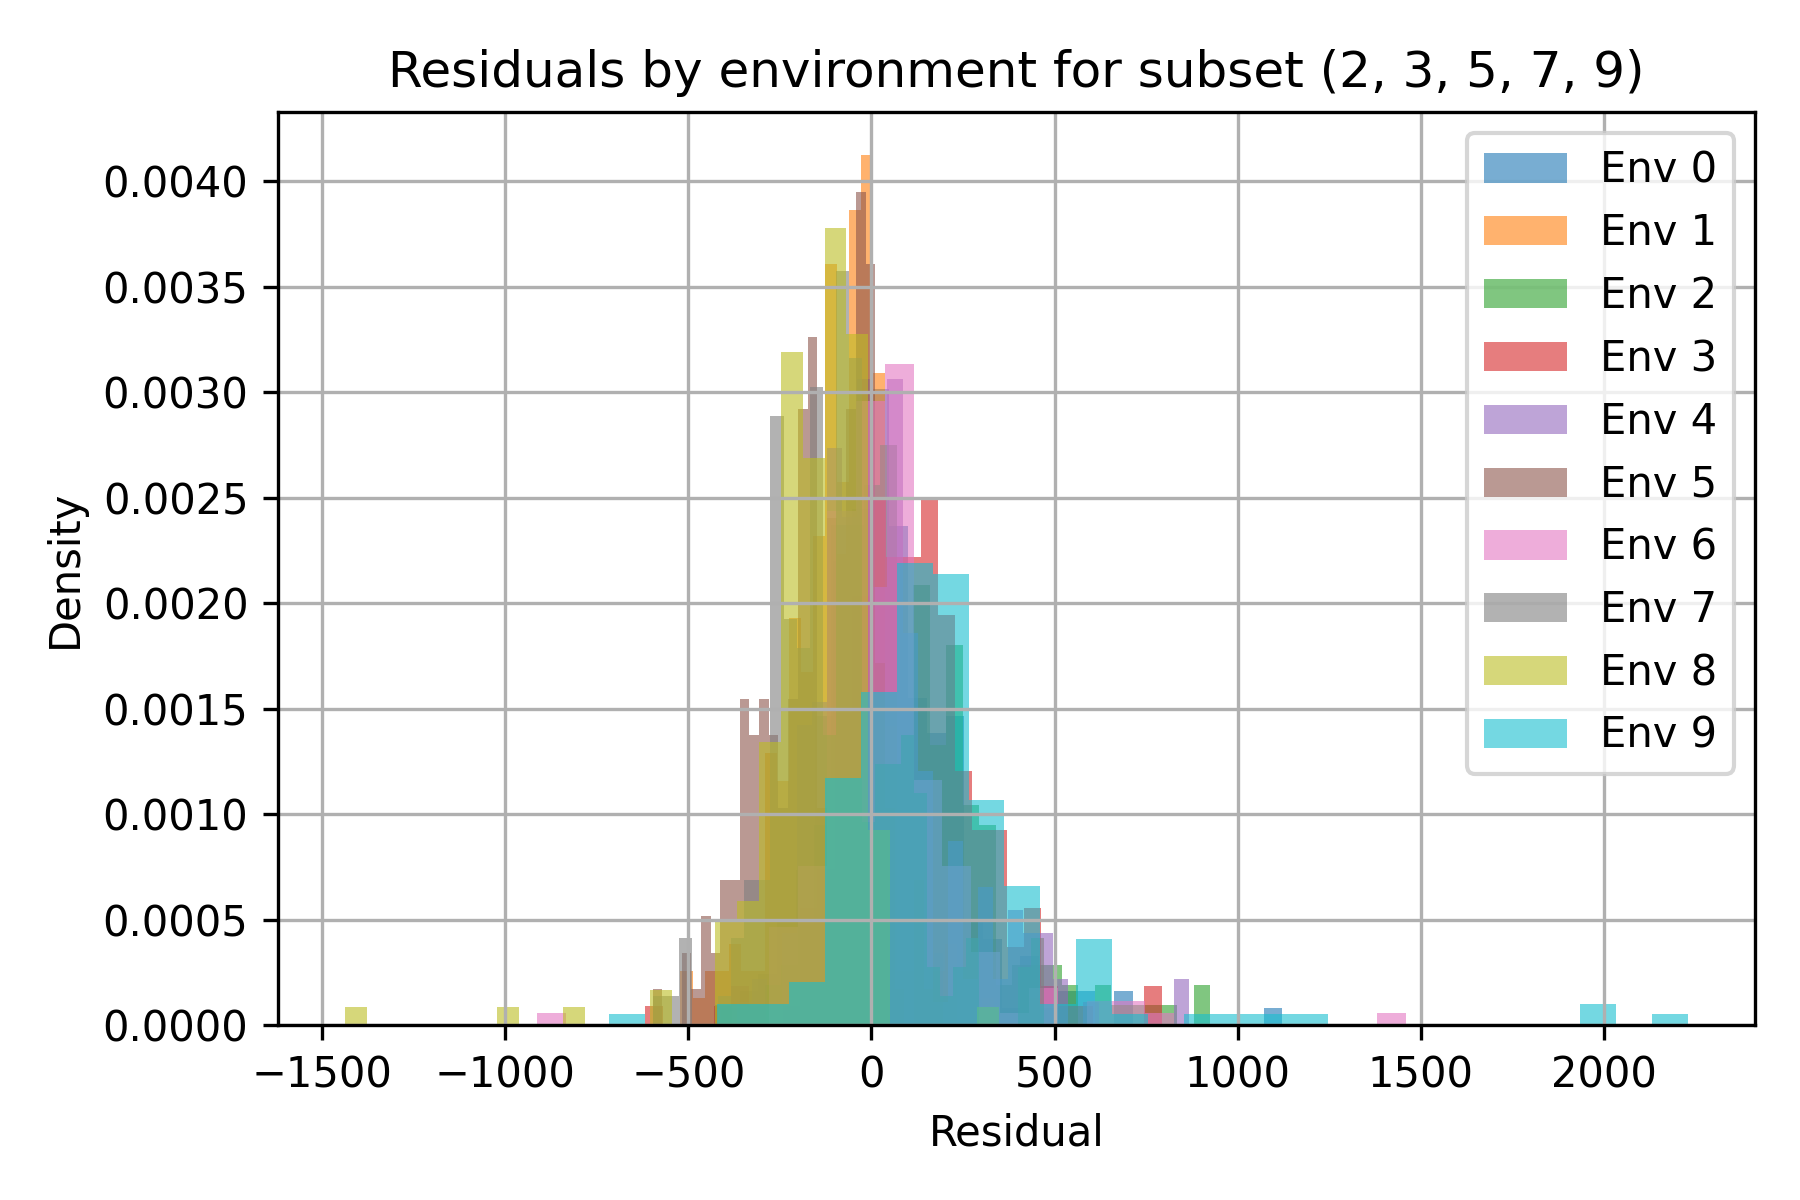 Residuals by environment for subset (2, 3, 5, 7, 9)
Density
0.0040
0.0035
0.0030
0.0025
0.0020
0.0015
0.0010
0.0005
0.0000
−1500 −1000 −500 0 500 1000 1500 2000
Residual
Env 0
Env 1
Env 2
Env 3
Env 4
Env 5
Env 6
Env 7
Env 8
Env 9